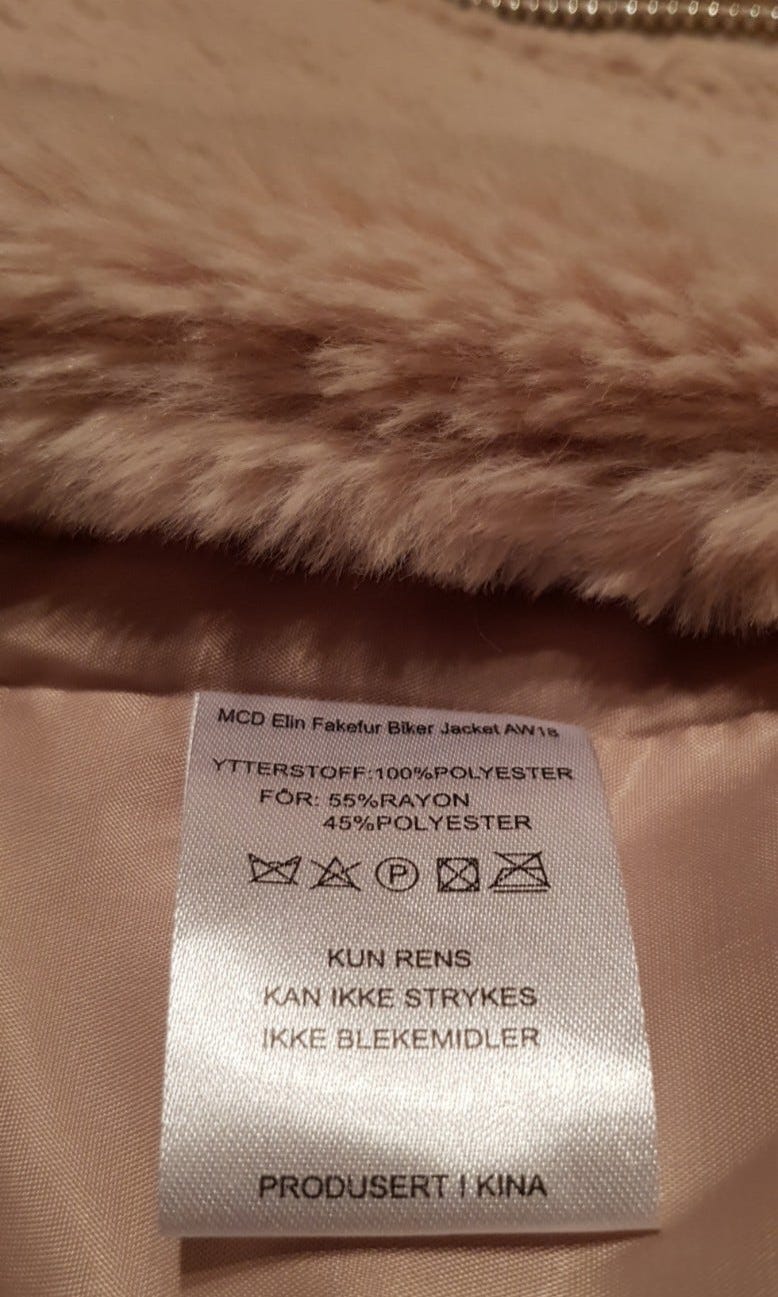 MCD Elin Fakefur Biker Jacket AW18
YTTERSTOFF:100%POLYESTER
FÔR: 55%RAYON
45%POLYESTER
P
KUN RENS
KAN IKKE STRYKES
IKKE BLEKEMIDLER
PRODUSERT I KINA